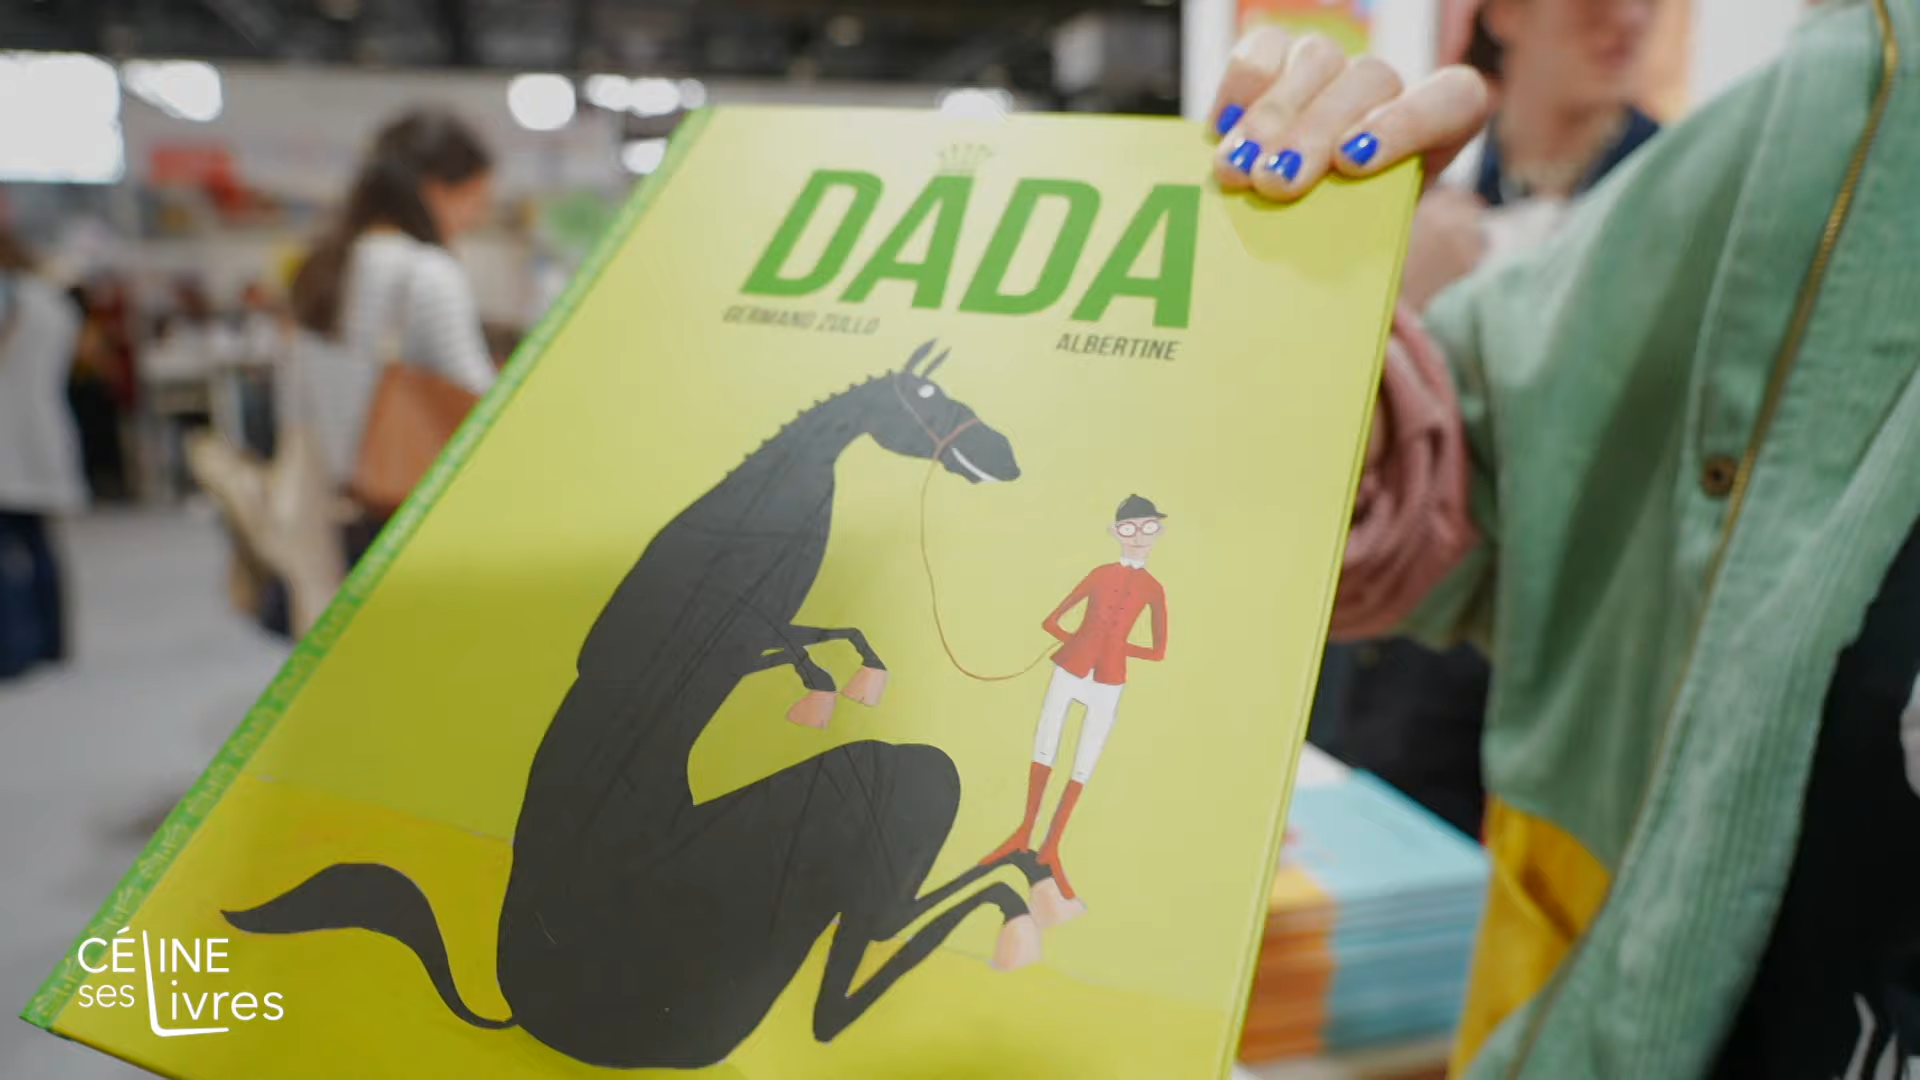 DADA
GERMANO ZULLO
ALBERTINE
CÉLINE
ses Livres